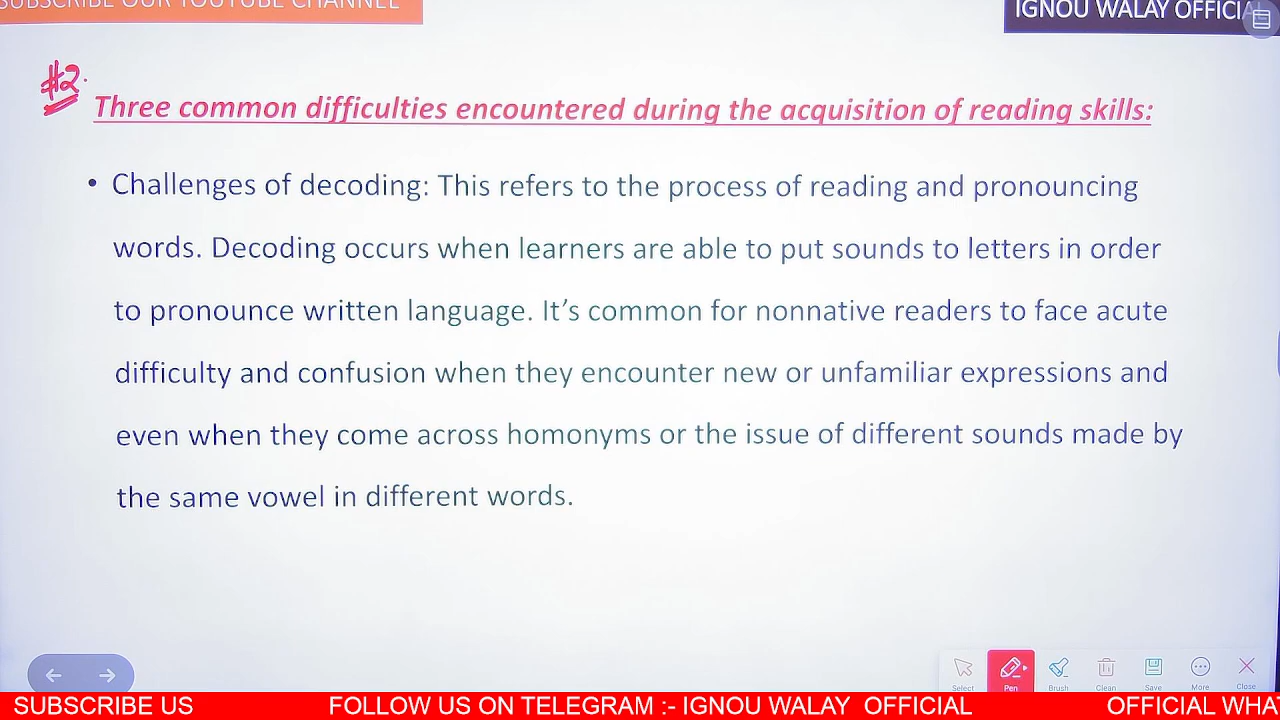 SUBSCRIBE OUR YOUTUBE CHANNEL
IGNOU WALAY OFFICIAL
#2.
Three common difficulties encountered during the acquisition of reading skills:
• Challenges of decoding: This refers to the process of reading and pronouncing
words. Decoding occurs when learners are able to put sounds to letters in order
to pronounce written language. It’s common for nonnative readers to face acute
difficulty and confusion when they encounter new or unfamiliar expressions and
even when they come across homonyms or the issue of different sounds made by
the same vowel in different words.
Select Pen Brush Clean Save More Close
SUBSCRIBE US FOLLOW US ON TELEGRAM :- IGNOU WALAY OFFICIAL OFFICIAL WHA